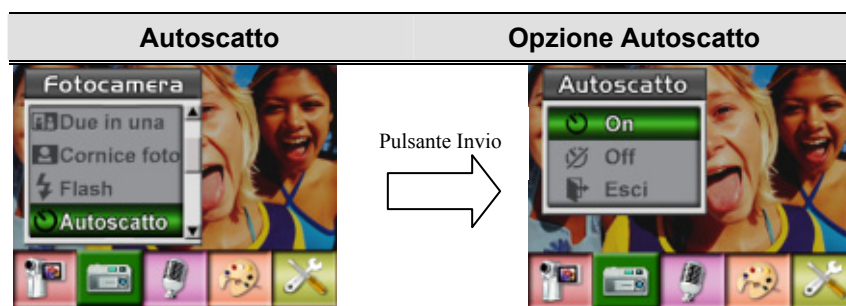 Autoscatto
Opzione Autoscatto
Fotocamera
Due in una
Cornice foto
Flash
Autoscatto
Pulsante Invio
Autoscatto
On
Off
Esci